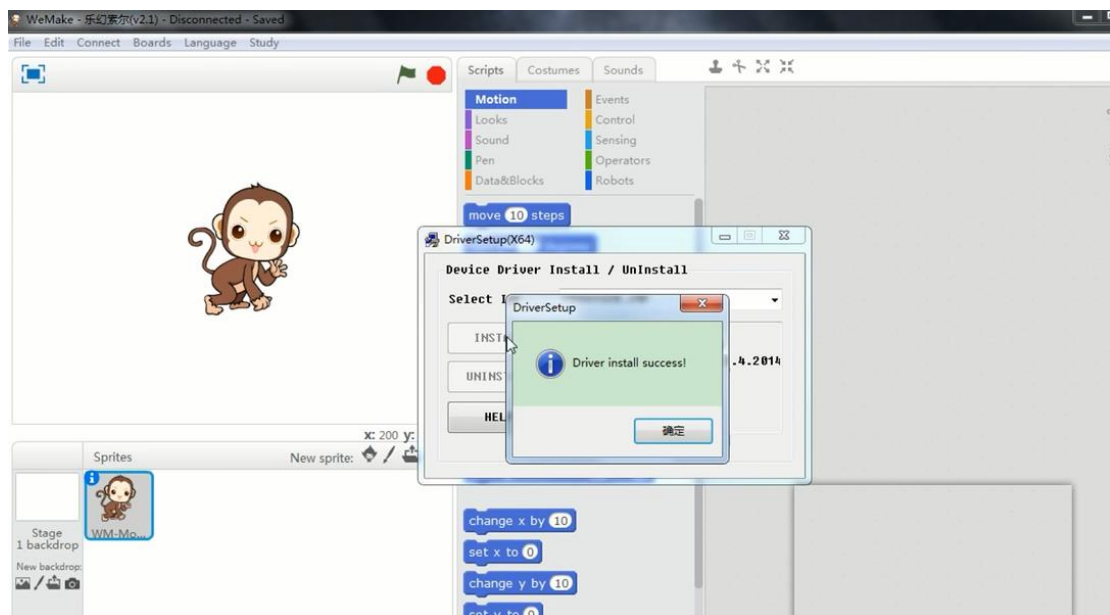 WeMake - 乐幻索尔(v2.1) - Disconnected - Saved
File Edit Connect Boards Language Study
Scripts Costumes Sounds
Motion Events
Looks Control
Sound Sensing
Pen Operators
Data&Blocks Robots
move 10 steps
DriverSetup(X64)
Device Driver Install / UnInstall
Select
DriverSetup
Driver install success!
.4.2014
确定
x: 200 y:
Sprites New sprite:
Stage
1 backdrop
WM-Mo...
New backdrop:
change x by 10
set x to 0
change y by 10
set y to 0